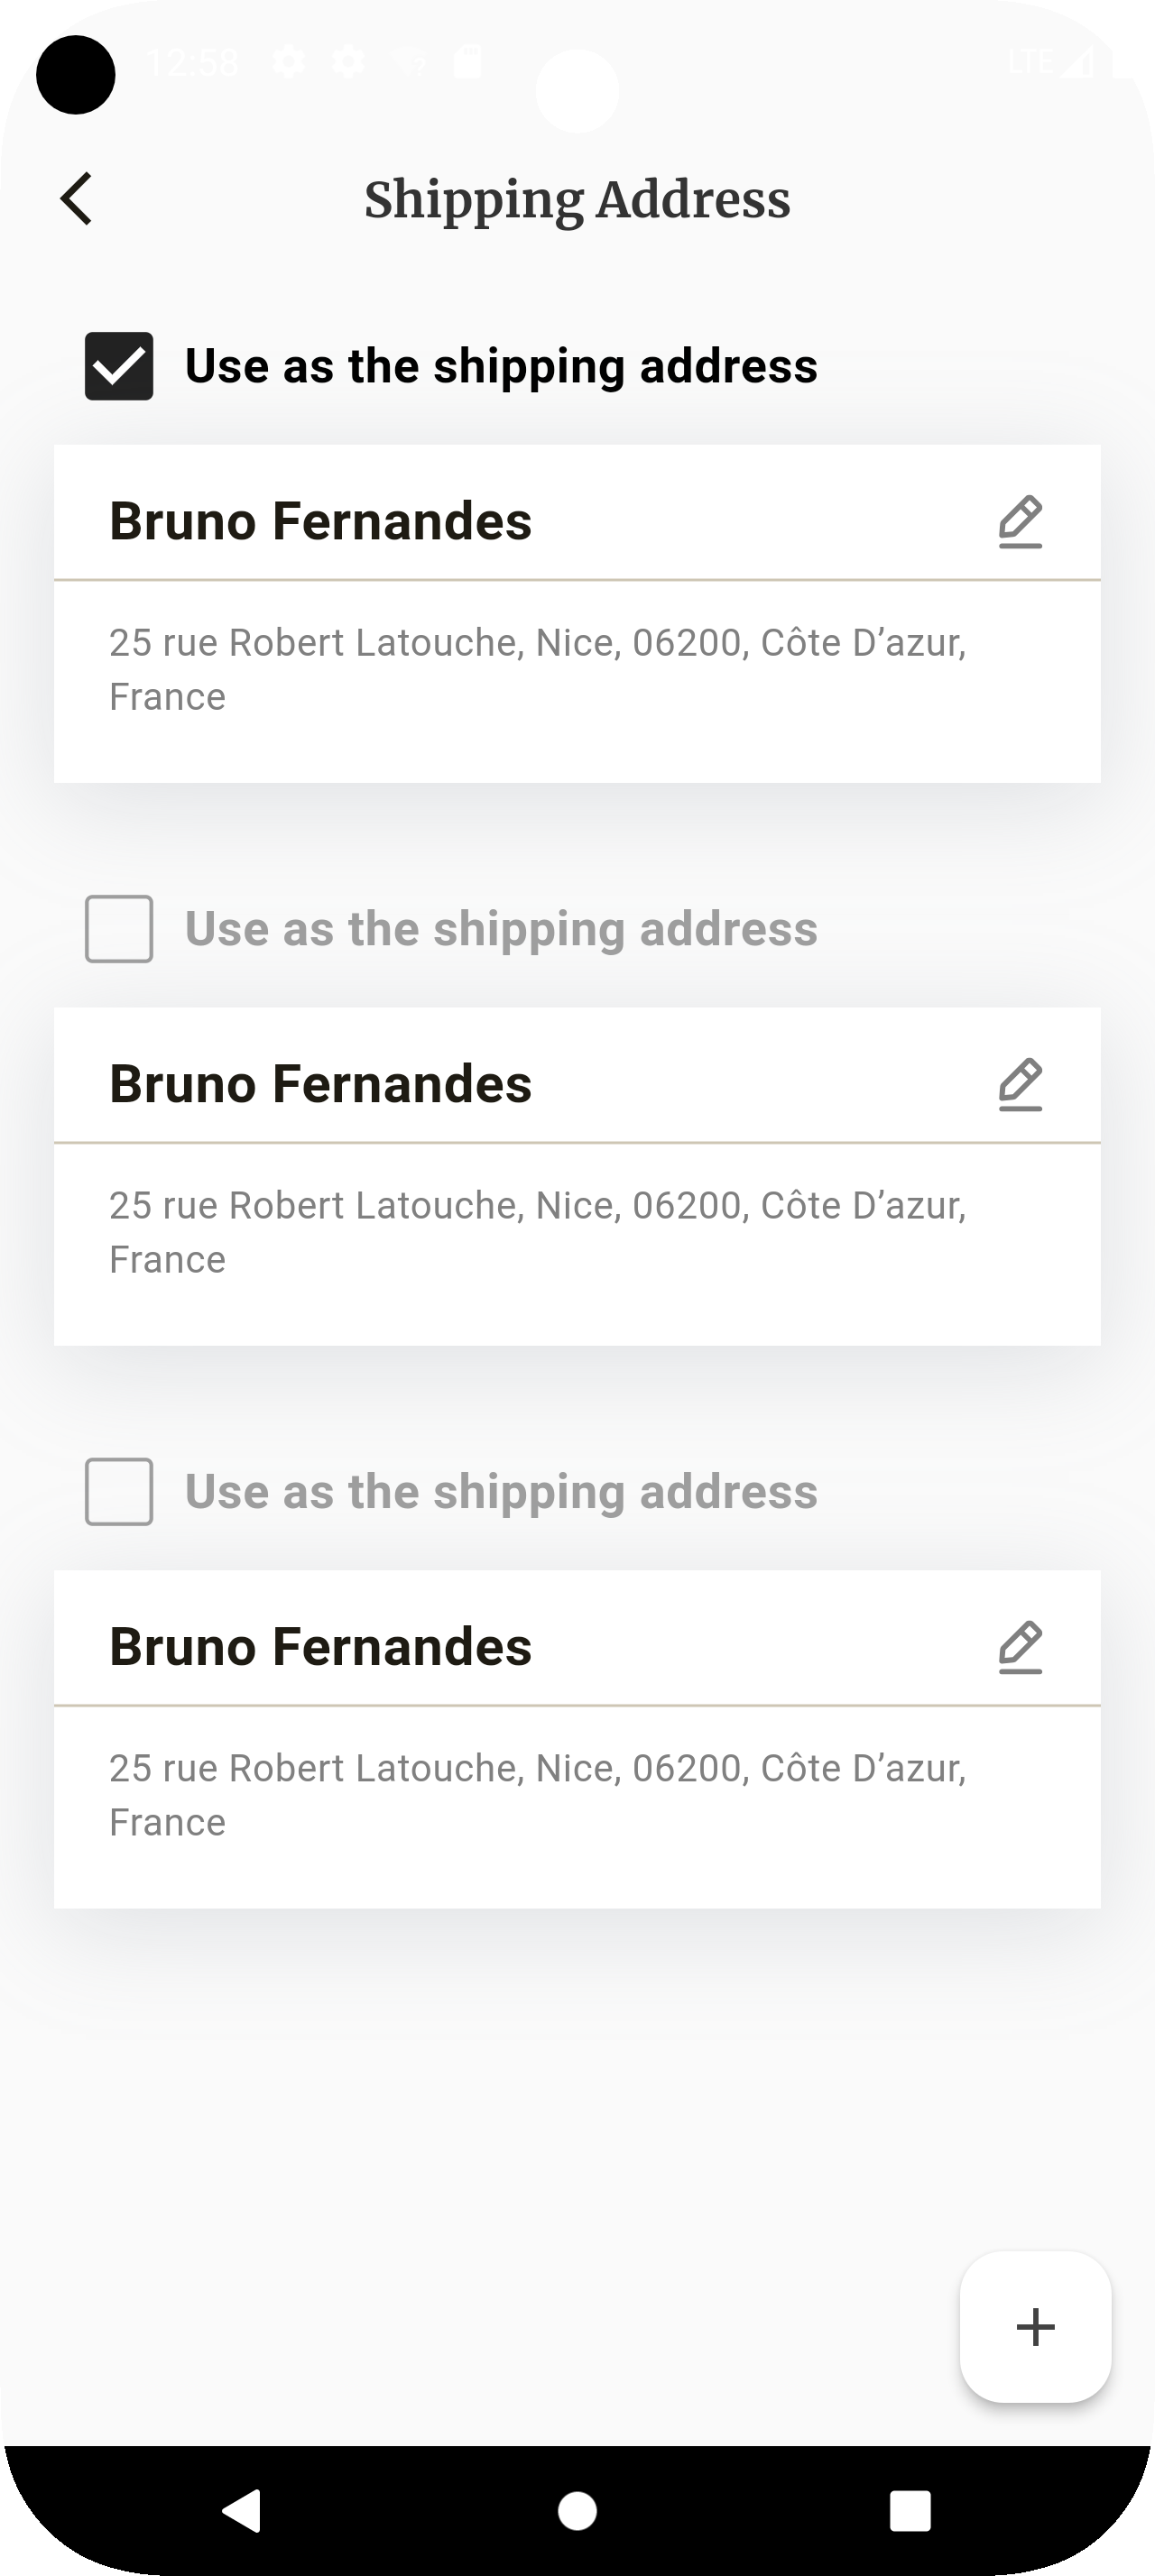 12:58
LTE
Shipping Address
Use as the shipping address
Bruno Fernandes
25 rue Robert Latouche, Nice, 06200, Côte D’azur,
France
Use as the shipping address
Bruno Fernandes
25 rue Robert Latouche, Nice, 06200, Côte D’azur,
France
Use as the shipping address
Bruno Fernandes
25 rue Robert Latouche, Nice, 06200, Côte D’azur,
France